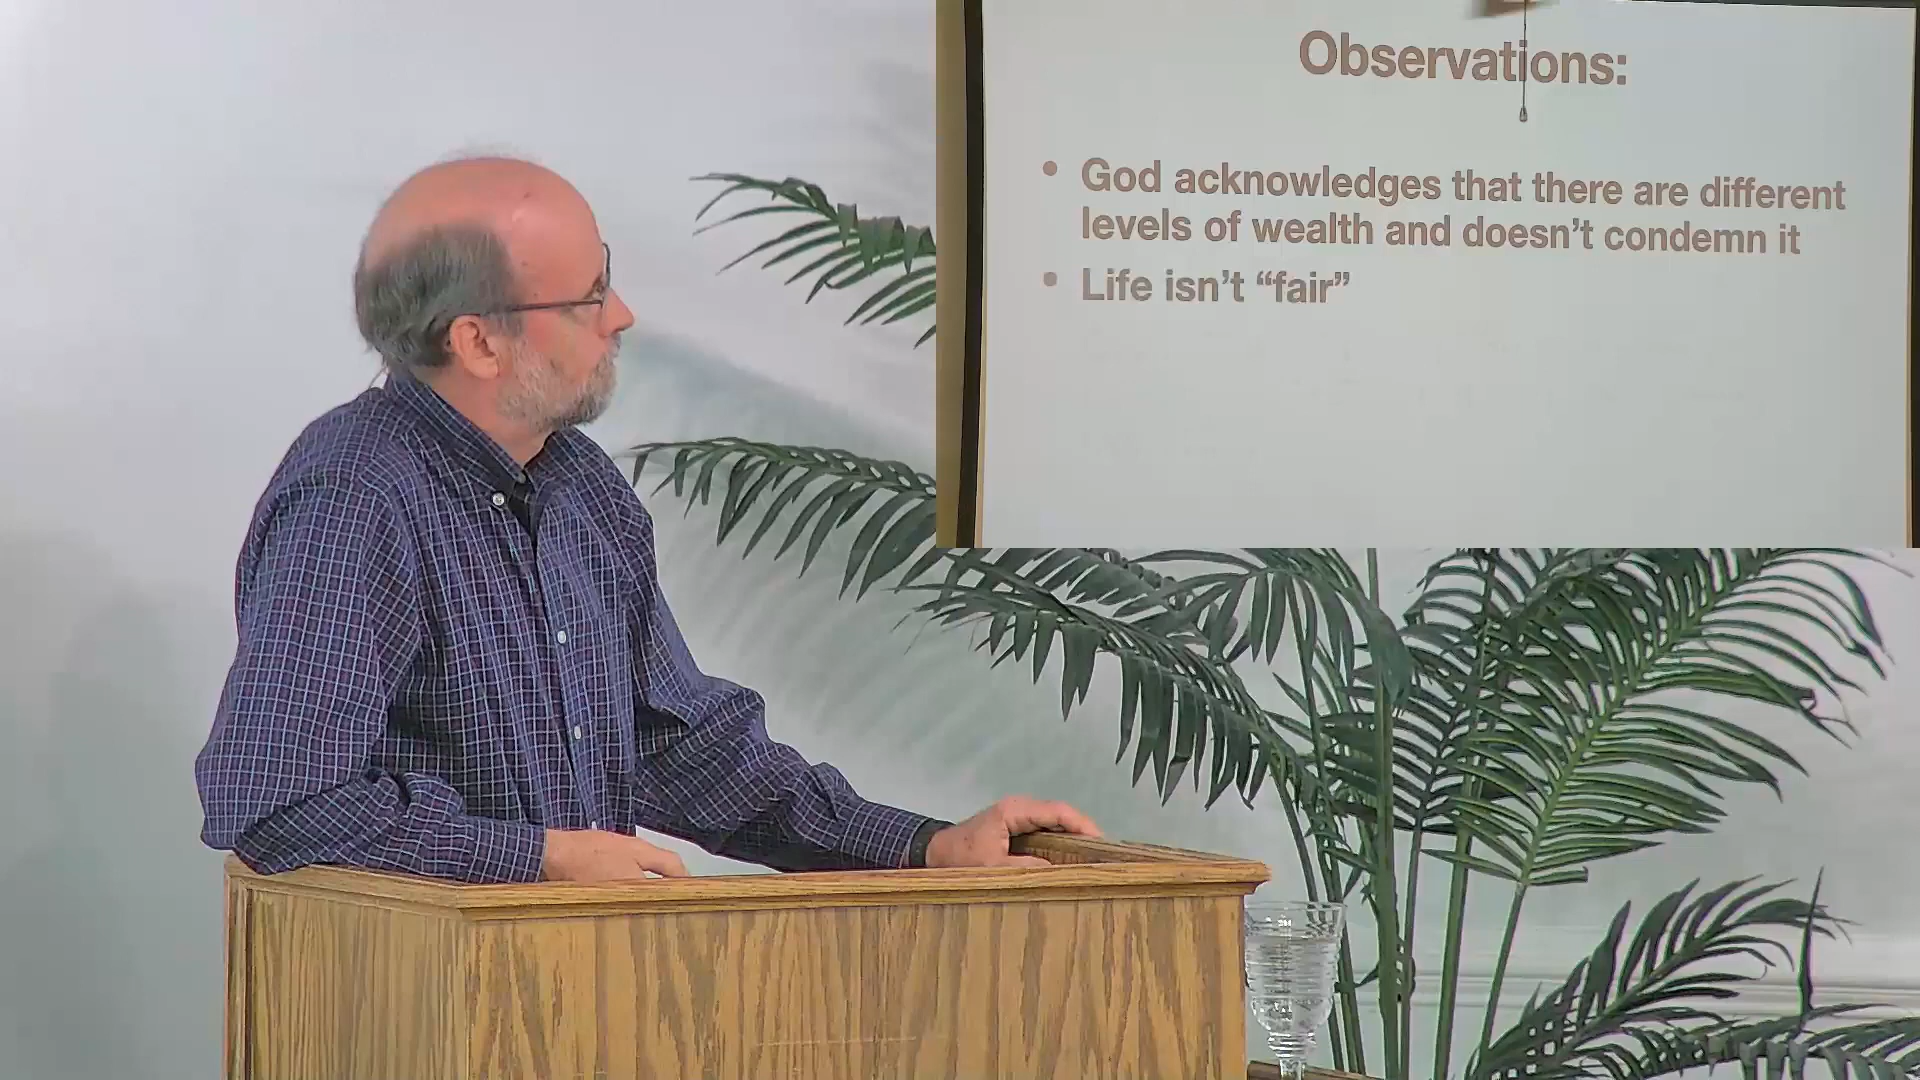 Observations:
• God acknowledges that there are different
levels of wealth and doesn’t condemn it
• Life isn’t “fair”